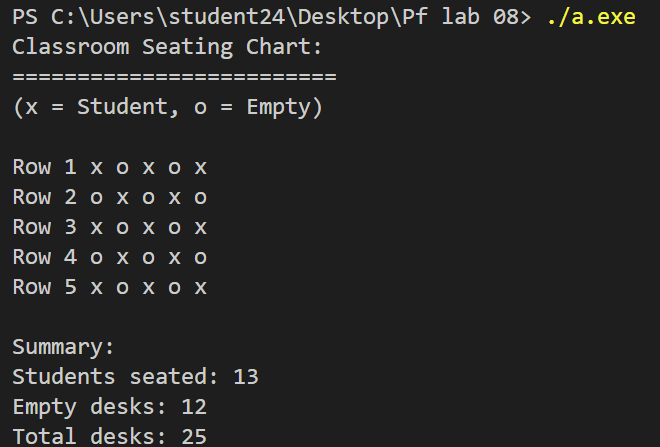 PS C:\Users\student24\Desktop\Pf lab 08> ./a.exe
Classroom Seating Chart:
=========================
(x = Student, o = Empty)
Row 1 x o x o x
Row 2 o x o x o
Row 3 x o x o x
Row 4 o x o x o
Row 5 x o x o x
Summary:
Students seated: 13
Empty desks: 12
Total desks: 25